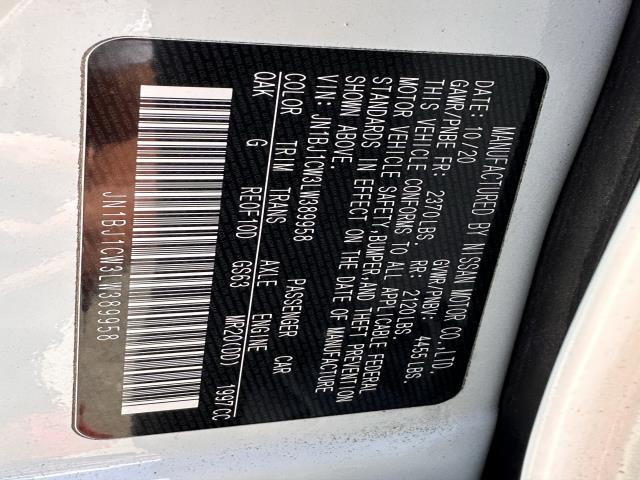 MANUFACTURED BY NISSAN MOTOR CO.,LTD.
DATE: 10/20 GVWR/PNBV: 4455 LBS.
GAWR/PNBE FR: 2370 LBS. RR: 2120 LBS.
THIS VEHICLE CONFORMS TO ALL APPLICABLE FEDERAL
MOTOR VEHICLE SAFETY, BUMPER, AND THEFT PREVENTION
STANDARDS IN EFFECT ON THE DATE OF MANUFACTURE
SHOWN ABOVE.
VIN: JN1BJ1CW3LW389958 PASSENGER CAR
COLOR TRIM TRANS AXLE ENGINE
QAK G RE0F10D GS63 MR20(DD) 1997CC
JN1BJ1CW3LW389958